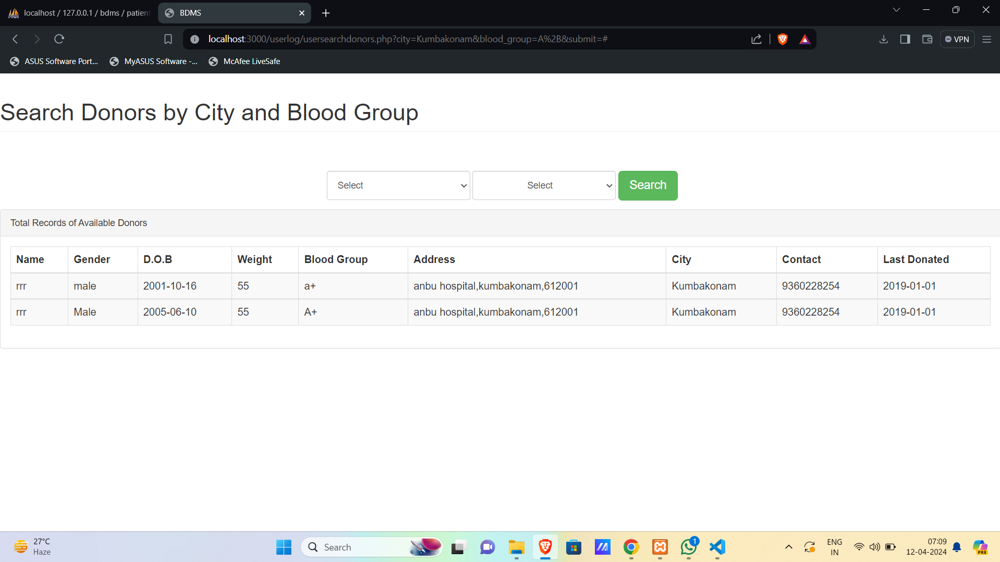 localhost / 127.0.0.1 / bdms / patient
BDMS
localhost:3000/userlog/usersearchdonors.php?city=Kumbakonam&blood_group=A%2B&submit=#
VPN
ASUS Software Port...
MyASUS Software -...
McAfee LiveSafe
Search Donors by City and Blood Group
Select
Select
Search
Total Records of Available Donors
Name Gender D.O.B Weight Blood Group Address City Contact Last Donated
rrr male 2001-10-16 55 a+ anbu hospital,kumbakonam,612001 Kumbakonam 9360228254 2019-01-01
rrr Male 2005-06-10 55 A+ anbu hospital,kumbakonam,612001 Kumbakonam 9360228254 2019-01-01
27°C
Haze
Search
1
ENG
IN
07:09
12-04-2024
PRE